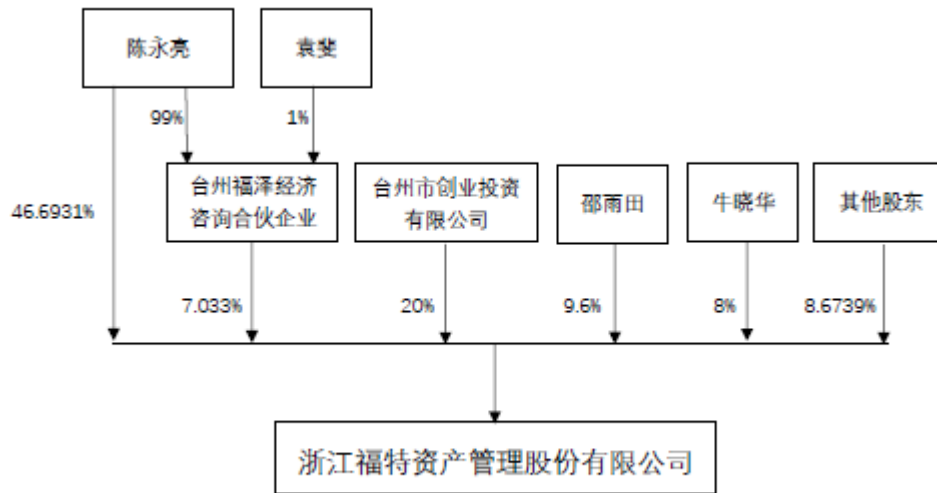 陈永亮
袁斐
99%
1%
台州福泽经济
咨询合伙企业
台州市创业投资
有限公司
邵雨田
牛晓华
其他股东
46.6931%
7.033%
20%
9.6%
8%
8.6739%
浙江福特资产管理股份有限公司